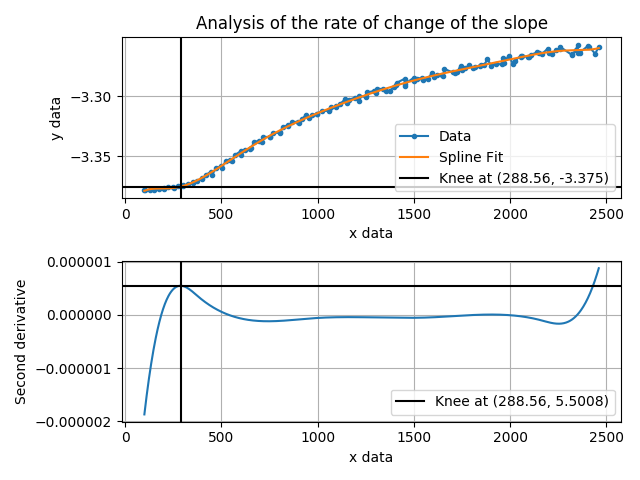 Analysis of the rate of change of the slope
y data
−3.30
−3.35
Data
Spline Fit
Knee at (288.56, -3.375)
0 500 1000 1500 2000 2500
x data
Second derivative
0.000001
0.000000
−0.000001
−0.000002
Knee at (288.56, 5.5008)
0 500 1000 1500 2000 2500
x data